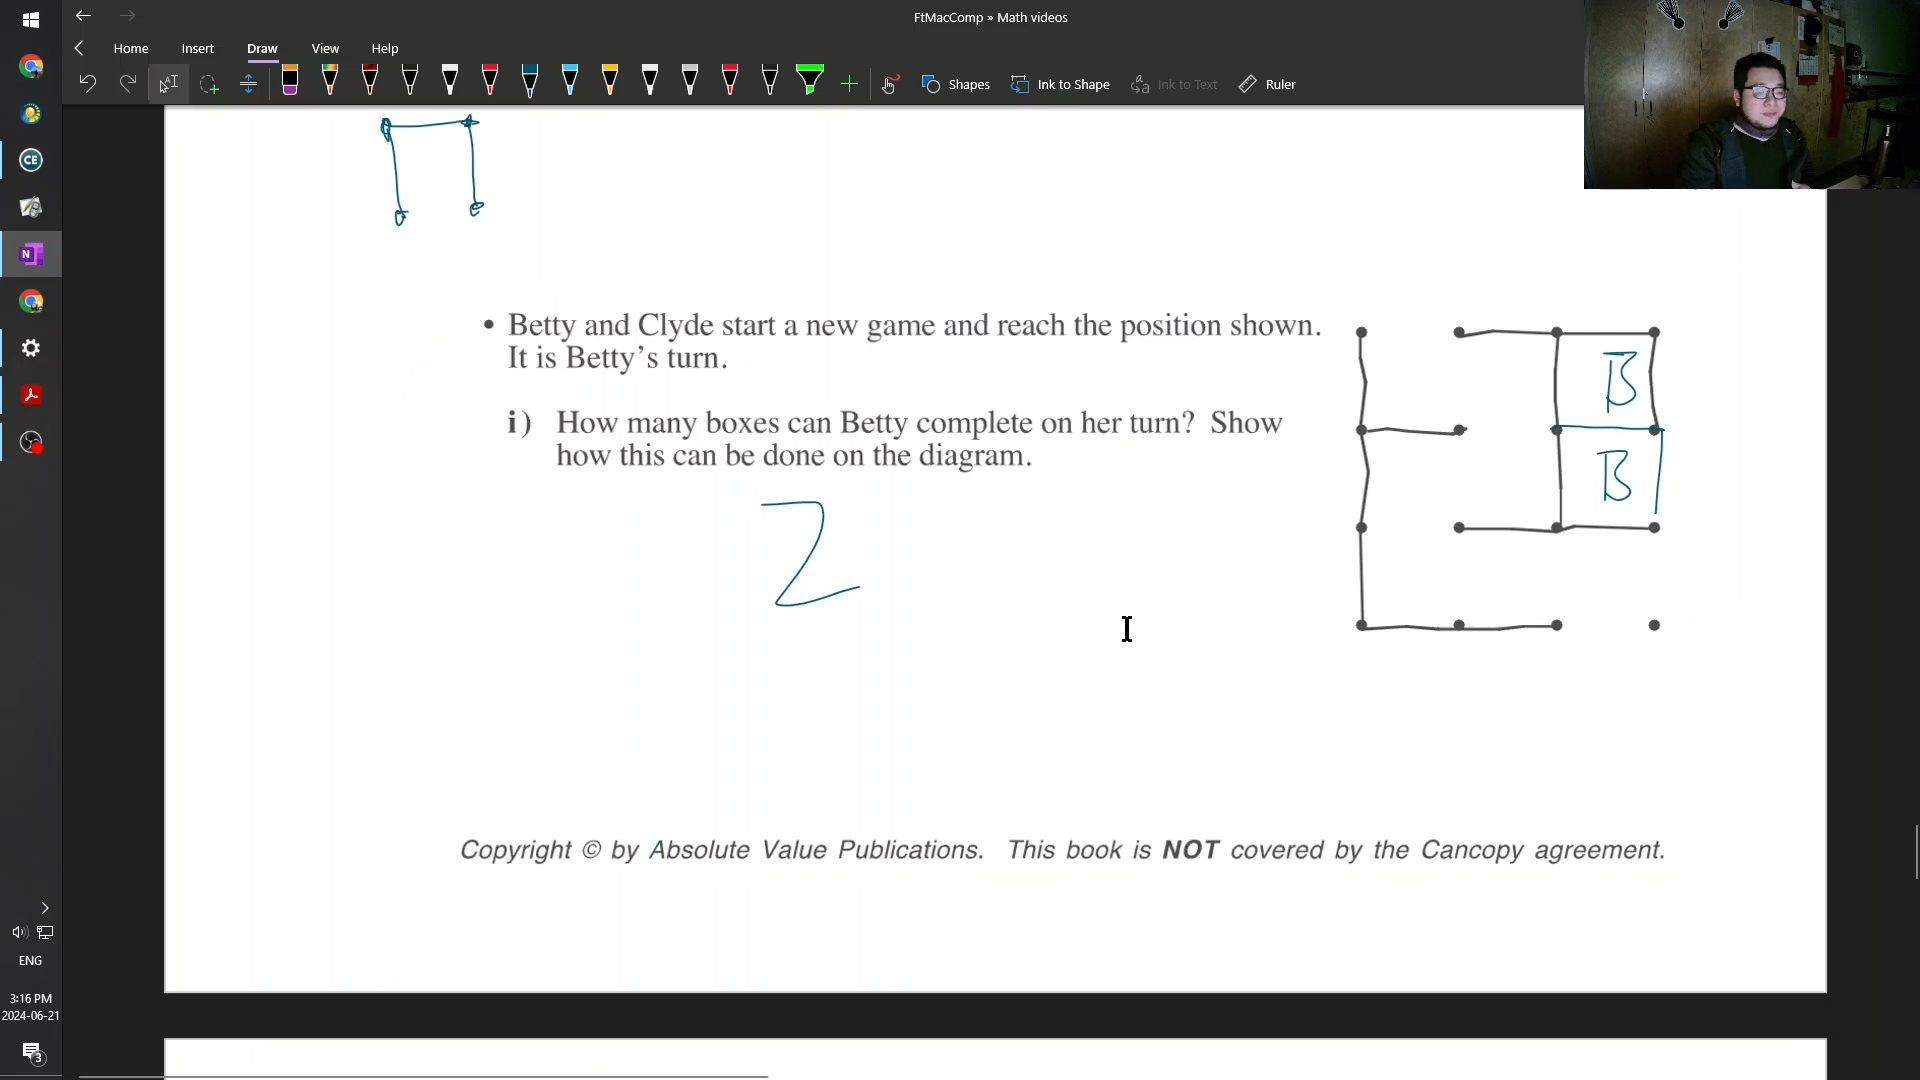 FtMacComp » Math videos
Home Insert Draw View Help
Shapes Ink to Shape Ink to Text Ruler
CE
N
• Betty and Clyde start a new game and reach the position shown.
It is Betty's turn.
i) How many boxes can Betty complete on her turn? Show
how this can be done on the diagram.
2
B
B
Copyright © by Absolute Value Publications. This book is NOT covered by the Cancopy agreement.
ENG
3:16 PM
2024-06-21
3